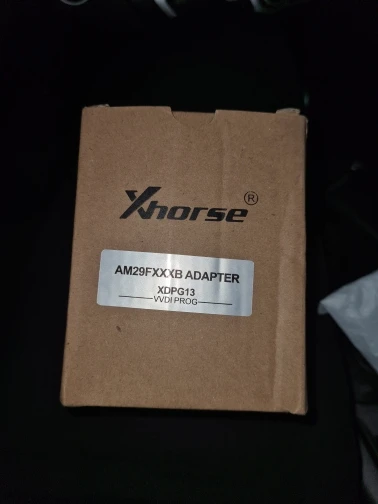 Xhorse ®
AM29FXXXB ADAPTER
XDPG13
VVDI PROG